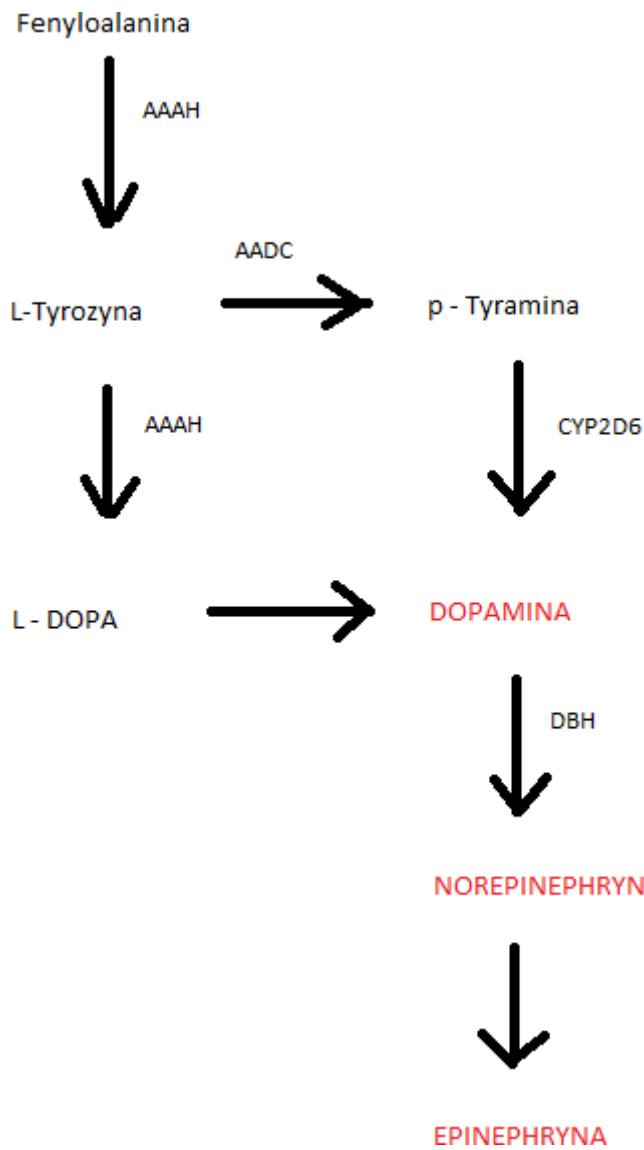 Fenyloalanina
AAAH
AADC
L-Tyrozyna
p - Tyramina
AAAH
CYP2D6
L - DOPA
DOPAMINA
DBH
NOREPINEPHRYN
EPINEPHRYNA